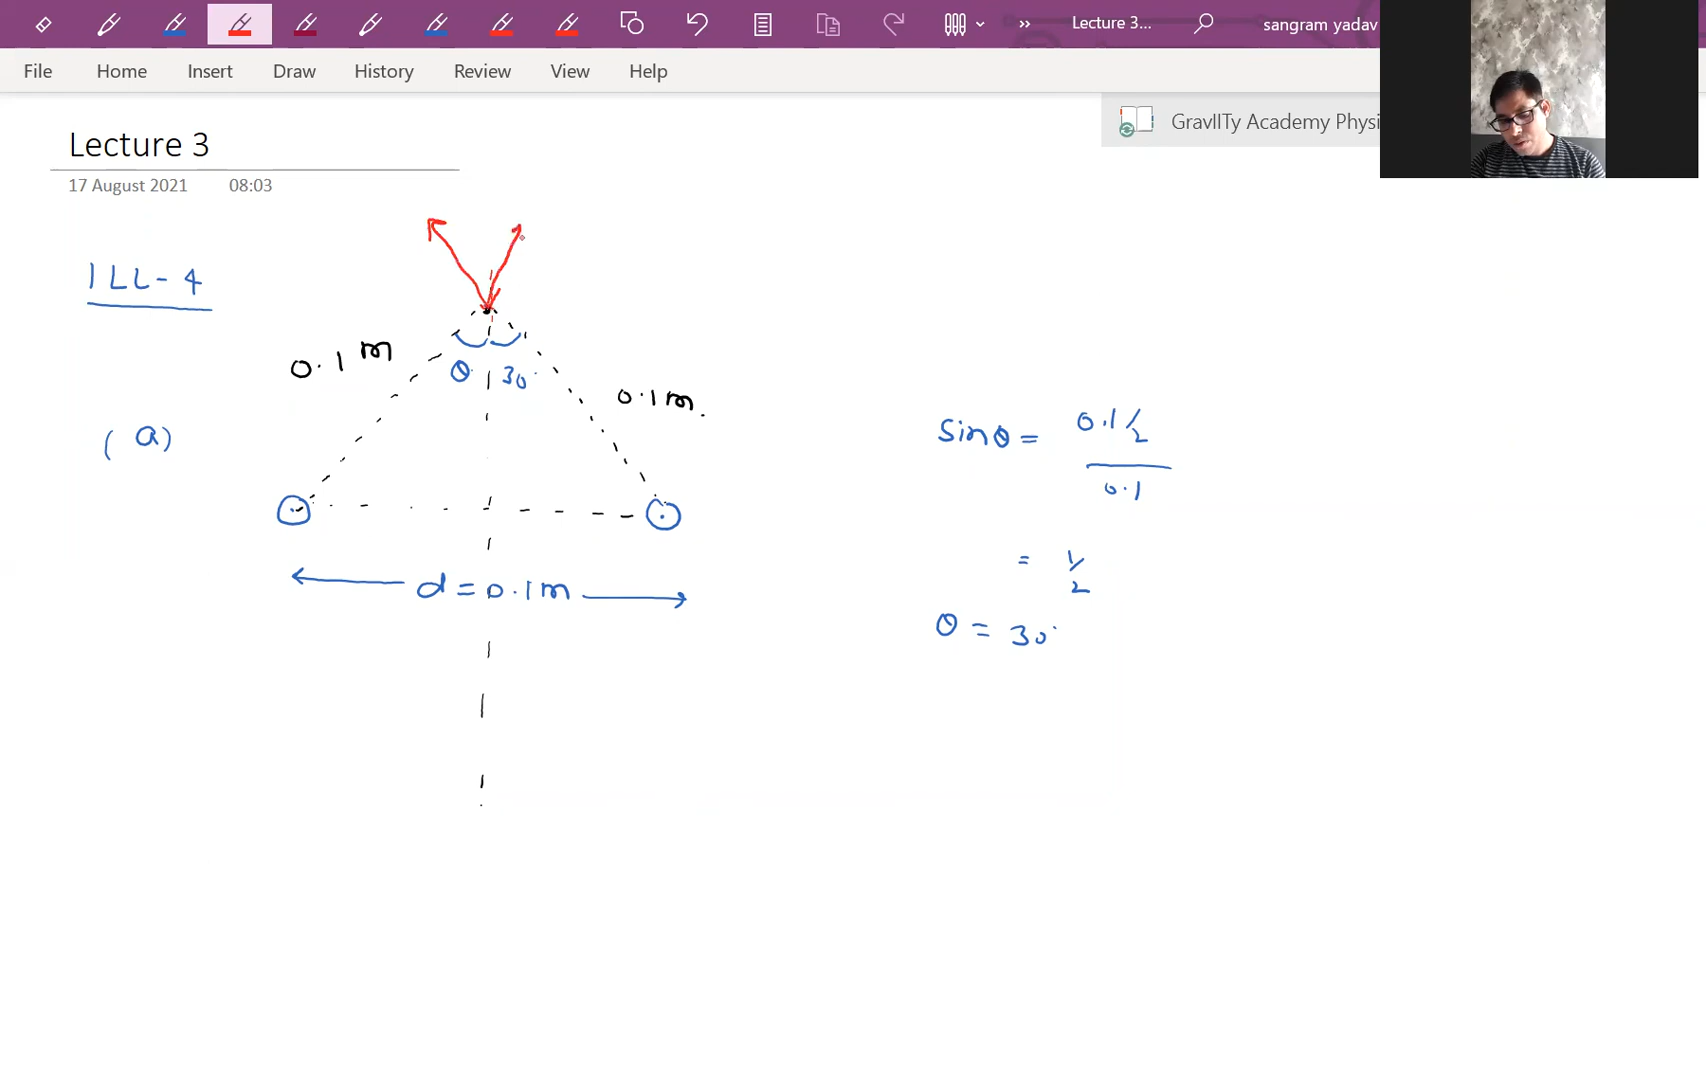 Lecture 3...
sangram yadav
File Home Insert Draw History Review View Help
GravIITy Academy Physi
Lecture 3
17 August 2021 08:03
ILL-4
0.1 m
θ 30°
0.1 m.
(a)
d = 0.1 m
sinθ = 0.1/2
0.1
= 1/2
θ = 30°